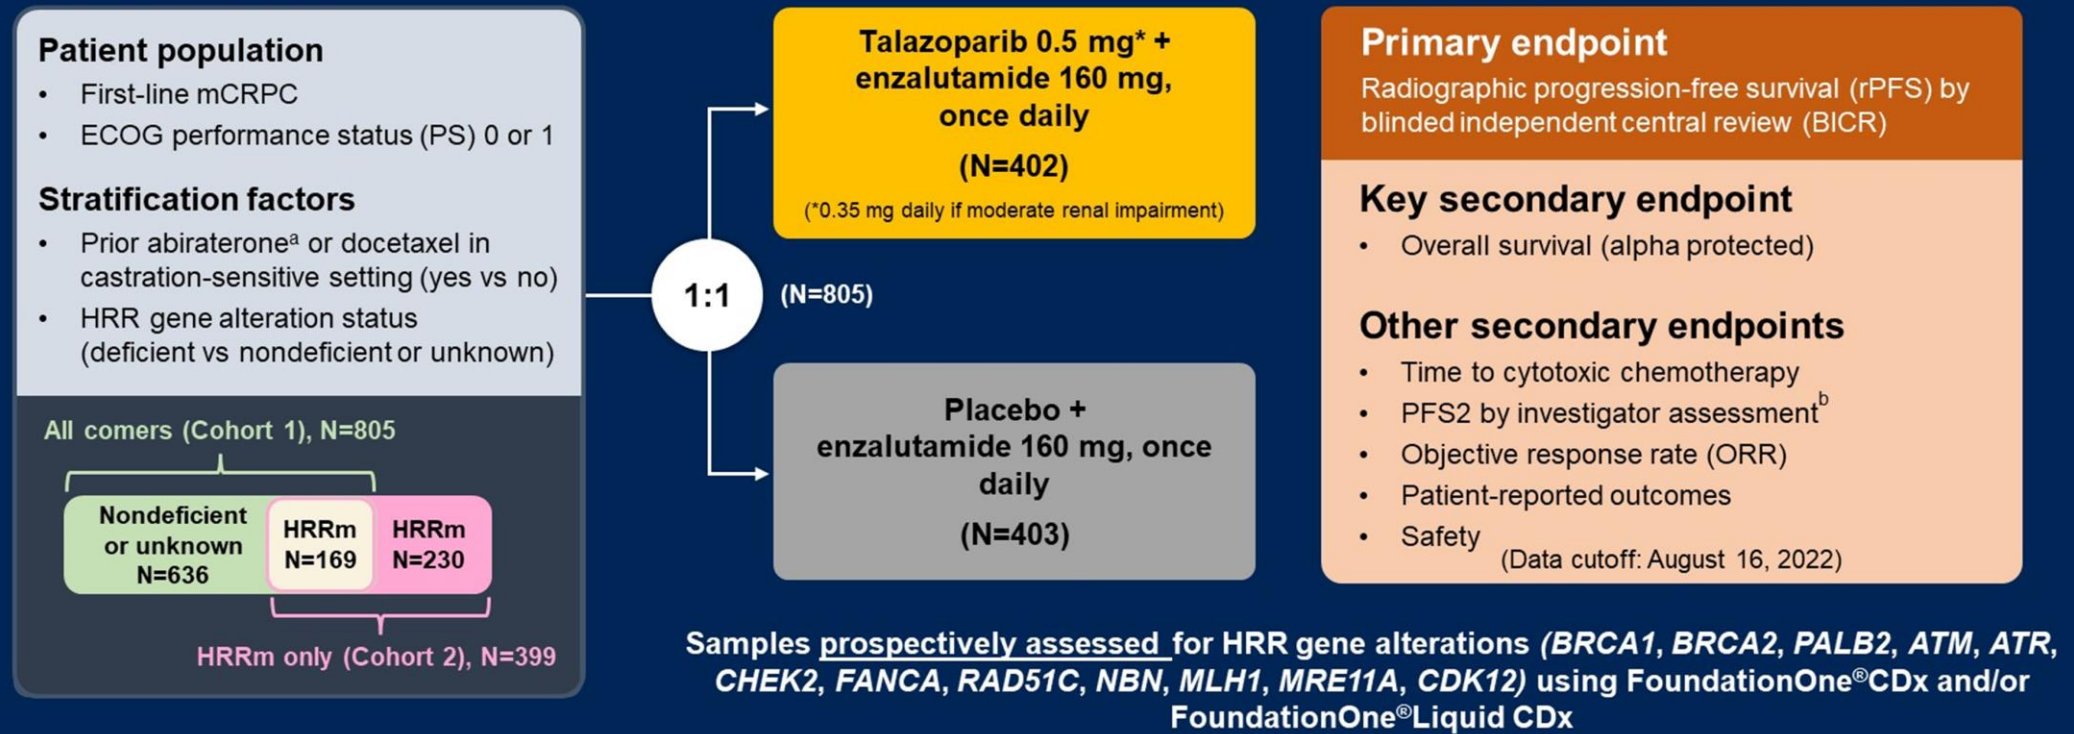 Patient population
• First-line mCRPC
• ECOG performance status (PS) 0 or 1
Stratification factors
• Prior abirateroneᵃ or docetaxel in
castration-sensitive setting (yes vs no)
• HRR gene alteration status
(deficient vs nondeficient or unknown)
All comers (Cohort 1), N=805
Nondeficient
or unknown
N=636
HRRm
N=169
HRRm
N=230
HRRm only (Cohort 2), N=399
1:1
(N=805)
Talazoparib 0.5 mg* +
enzalutamide 160 mg,
once daily
(N=402)
(*0.35 mg daily if moderate renal impairment)
Placebo +
enzalutamide 160 mg, once
daily
(N=403)
Primary endpoint
Radiographic progression-free survival (rPFS) by
blinded independent central review (BICR)
Key secondary endpoint
• Overall survival (alpha protected)
Other secondary endpoints
• Time to cytotoxic chemotherapy
• PFS2 by investigator assessmentᵇ
• Objective response rate (ORR)
• Patient-reported outcomes
• Safety
(Data cutoff: August 16, 2022)
Samples prospectively assessed for HRR gene alterations (BRCA1, BRCA2, PALB2, ATM, ATR,
CHEK2, FANCA, RAD51C, NBN, MLH1, MRE11A, CDK12) using FoundationOne®CDx and/or
FoundationOne®Liquid CDx